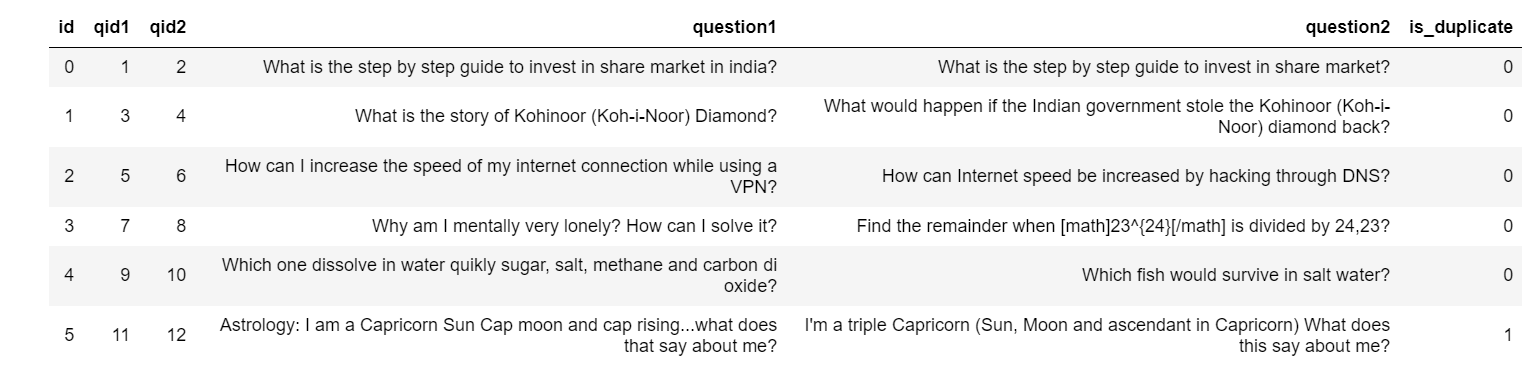 id qid1 qid2 question1 question2 is_duplicate
0 1 2 What is the step by step guide to invest in share market in india? What is the step by step guide to invest in share market? 0
1 3 4 What is the story of Kohinoor (Koh-i-Noor) Diamond? What would happen if the Indian government stole the Kohinoor (Koh-i-
Noor) diamond back? 0
2 5 6 How can I increase the speed of my internet connection while using a
VPN? How can Internet speed be increased by hacking through DNS? 0
3 7 8 Why am I mentally very lonely? How can I solve it? Find the remainder when [math]23^{24}[/math] is divided by 24,23? 0
4 9 10 Which one dissolve in water quikly sugar, salt, methane and carbon di
oxide? Which fish would survive in salt water? 0
5 11 12 Astrology: I am a Capricorn Sun Cap moon and cap rising...what does
that say about me? I'm a triple Capricorn (Sun, Moon and ascendant in Capricorn) What does
this say about me? 1